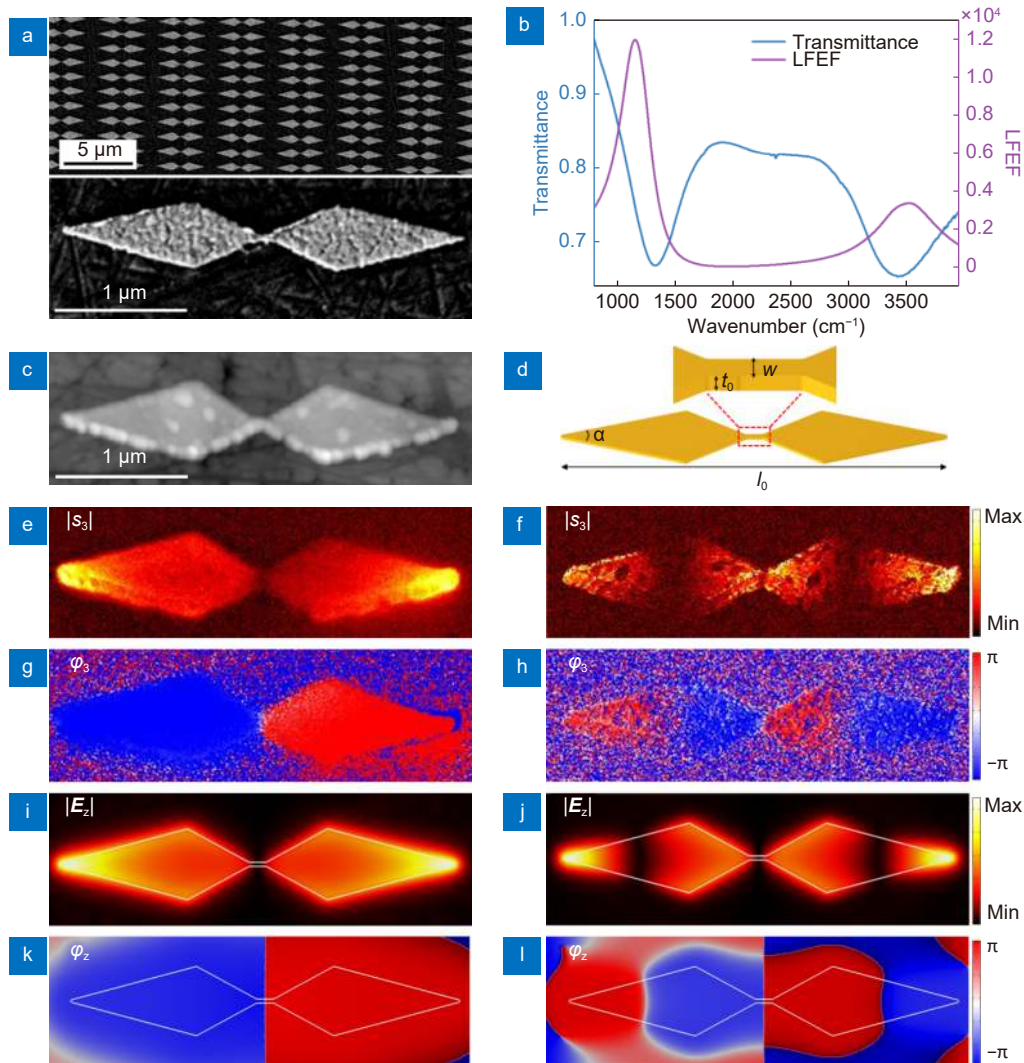 a
5 μm
1 μm
b
×10⁴
1.0
0.9
0.8
0.7
Transmittance
Transmittance
LFEF
1.2
1.0
0.8
0.6
0.4
0.2
0
LFEF
1000 1500 2000 2500 3000 3500
Wavenumber (cm⁻¹)
c
1 μm
d
w
t₀
α
l₀
e
|s₃|
f
|s₃|
Max
Min
g
φ₃
h
φ₃
π
−π
i
|E_z|
j
|E_z|
Max
Min
k
φ_z
l
φ_z
π
−π